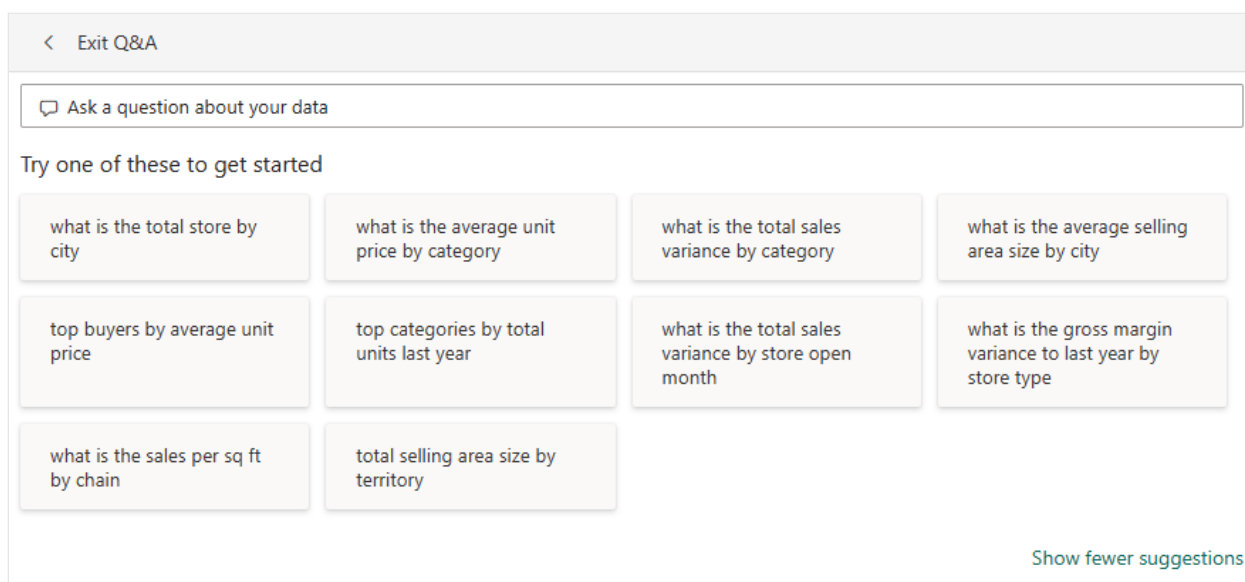 Exit Q&A
Ask a question about your data
Try one of these to get started
what is the total store by
city
what is the average unit
price by category
what is the total sales
variance by category
what is the average selling
area size by city
top buyers by average unit
price
top categories by total
units last year
what is the total sales
variance by store open
month
what is the gross margin
variance to last year by
store type
what is the sales per sq ft
by chain
total selling area size by
territory
Show fewer suggestions